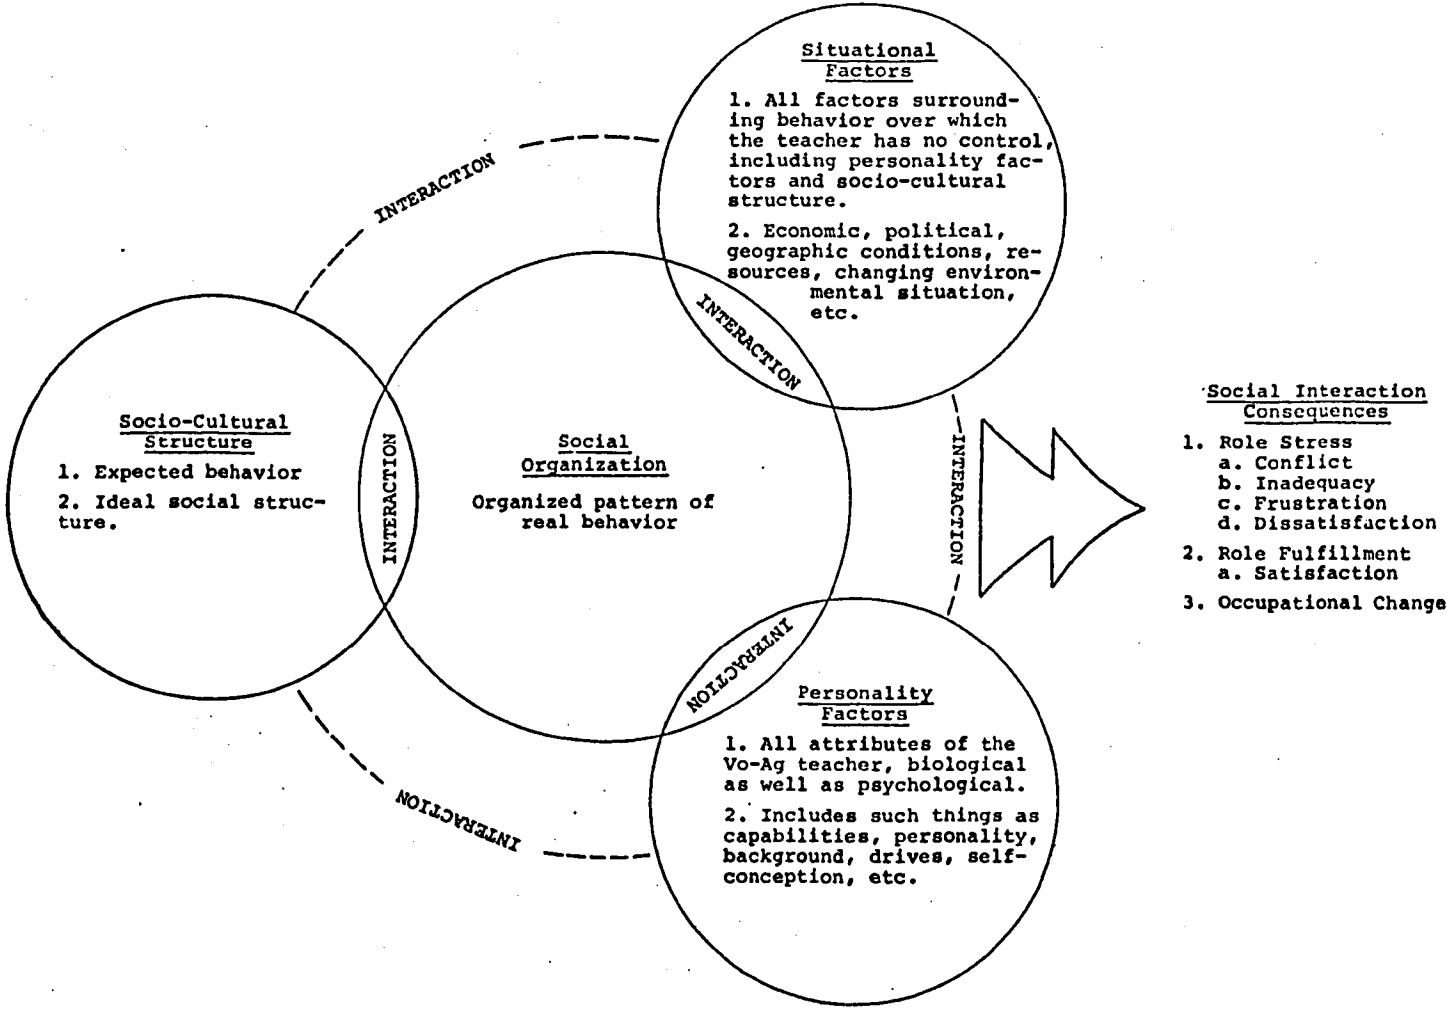 Situational
Factors
1. All factors surround-
ing behavior over which
the teacher has no control,
including personality fac-
tors and socio-cultural
structure.
2. Economic, political,
geographic conditions, re-
sources, changing environ-
mental situation,
etc.
INTERACTION
INTERACTION
Socio-Cultural
Structure
1. Expected behavior
2. Ideal social struc-
ture.
INTERACTION
Social
Organization
Organized pattern of
real behavior
INTERACTION
Social Interaction
Consequences
1. Role Stress
a. Conflict
b. Inadequacy
c. Frustration
d. Dissatisfaction
2. Role Fulfillment
a. Satisfaction
3. Occupational Change
INTERACTION
INTERACTION
Personality
Factors
1. All attributes of the
Vo-Ag teacher, biological
as well as psychological.
2. Includes such things as
capabilities, personality,
background, drives, self-
conception, etc.